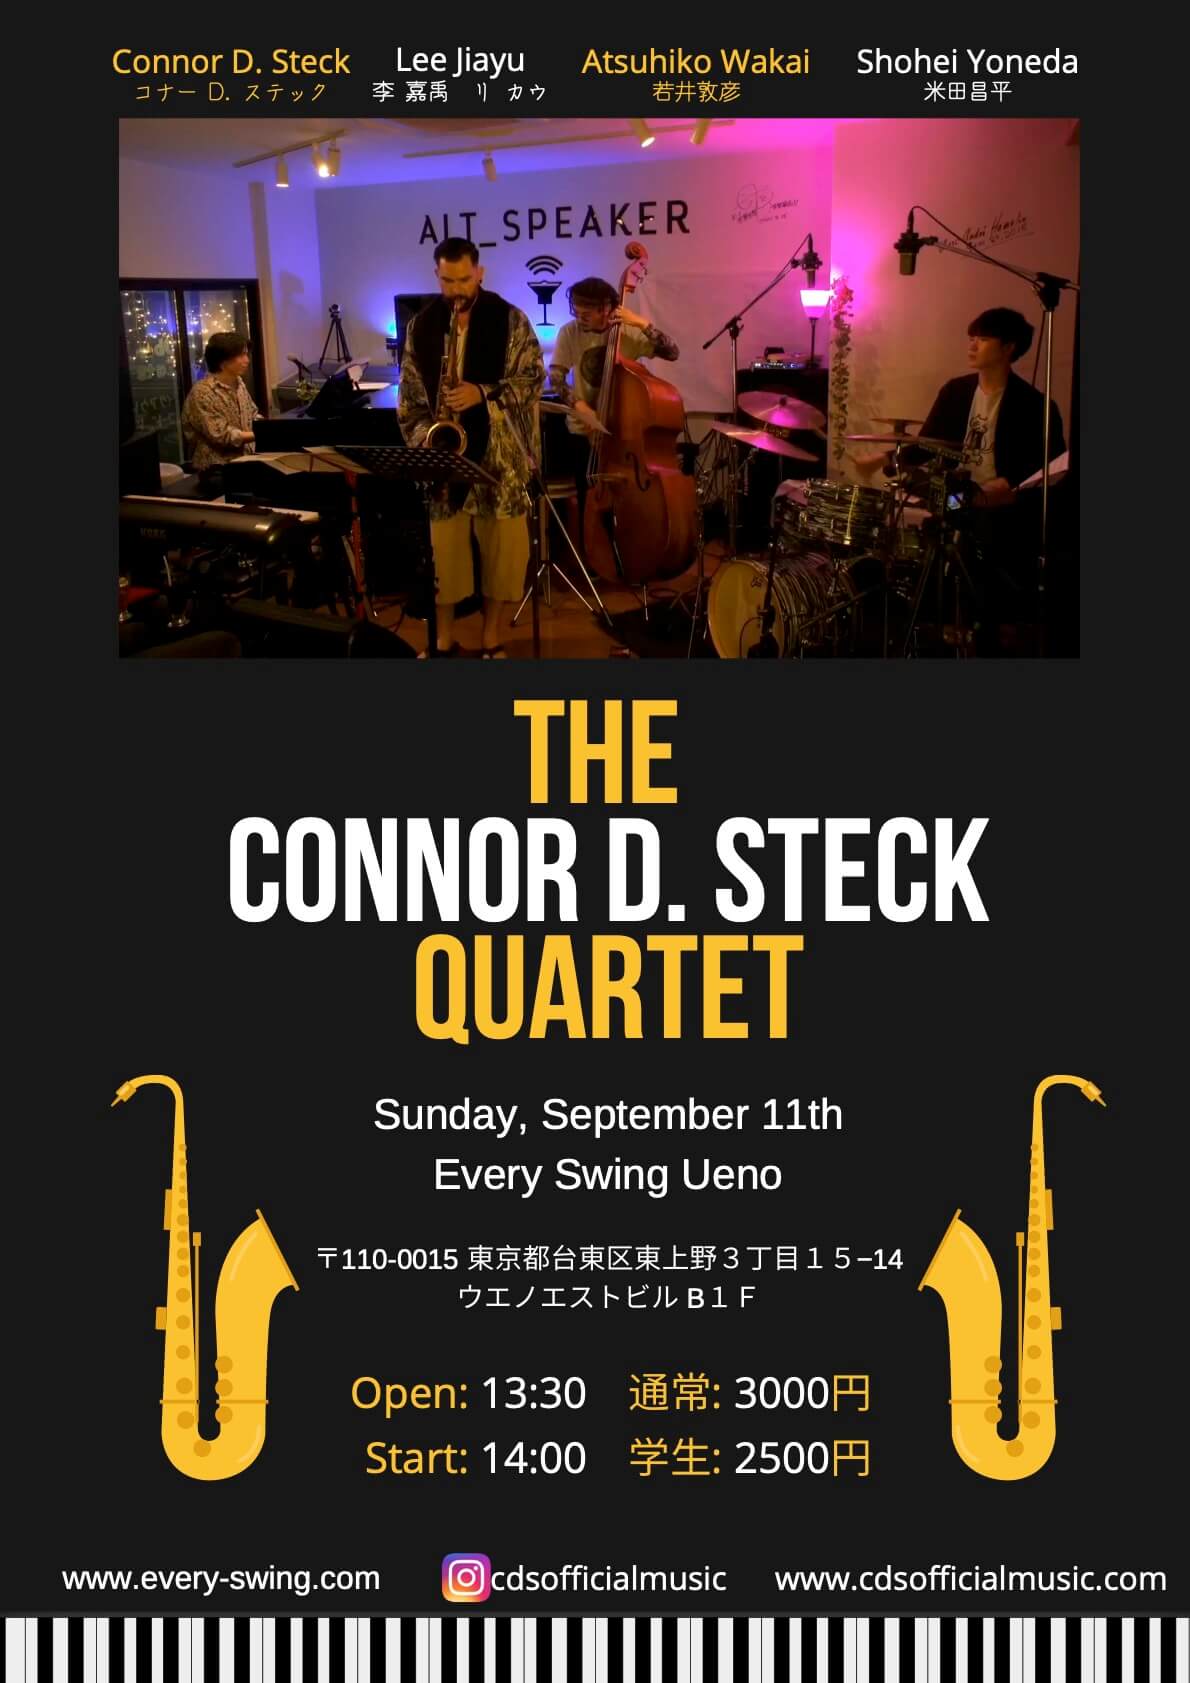 Connor D. Steck
コナー D. ステック
Lee Jiayu
李 嘉禹 リ カウ
Atsuhiko Wakai
若井敦彦
Shohei Yoneda
米田昌平
ALT_SPEAKER
KORG
THE
CONNOR D. STECK
QUARTET
Sunday, September 11th
Every Swing Ueno
〒110-0015 東京都台東区東上野３丁目１５−14
ウエノエストビル B１Ｆ
Open: 13:30 通常: 3000円
Start: 14:00 学生: 2500円
www.every-swing.com
cdsofficialmusic
www.cdsofficialmusic.com